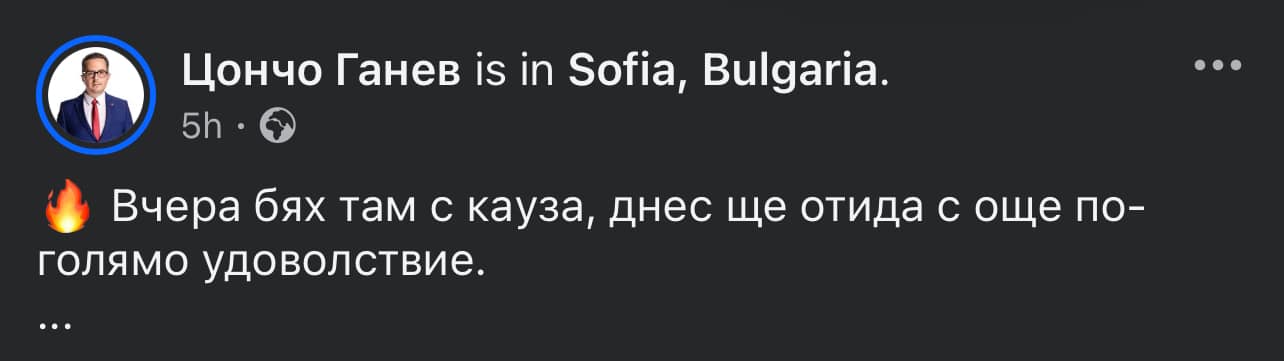 Цончо Ганев is in Sofia, Bulgaria.
5h ·
🔥 Вчера бях там с кауза, днес ще отида с още по-
голямо удоволствие.
...